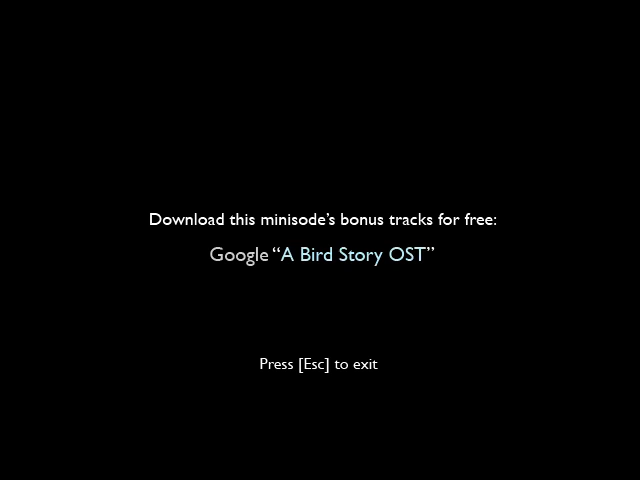 Download this minisode’s bonus tracks for free:
Google “A Bird Story OST”
Press [Esc] to exit